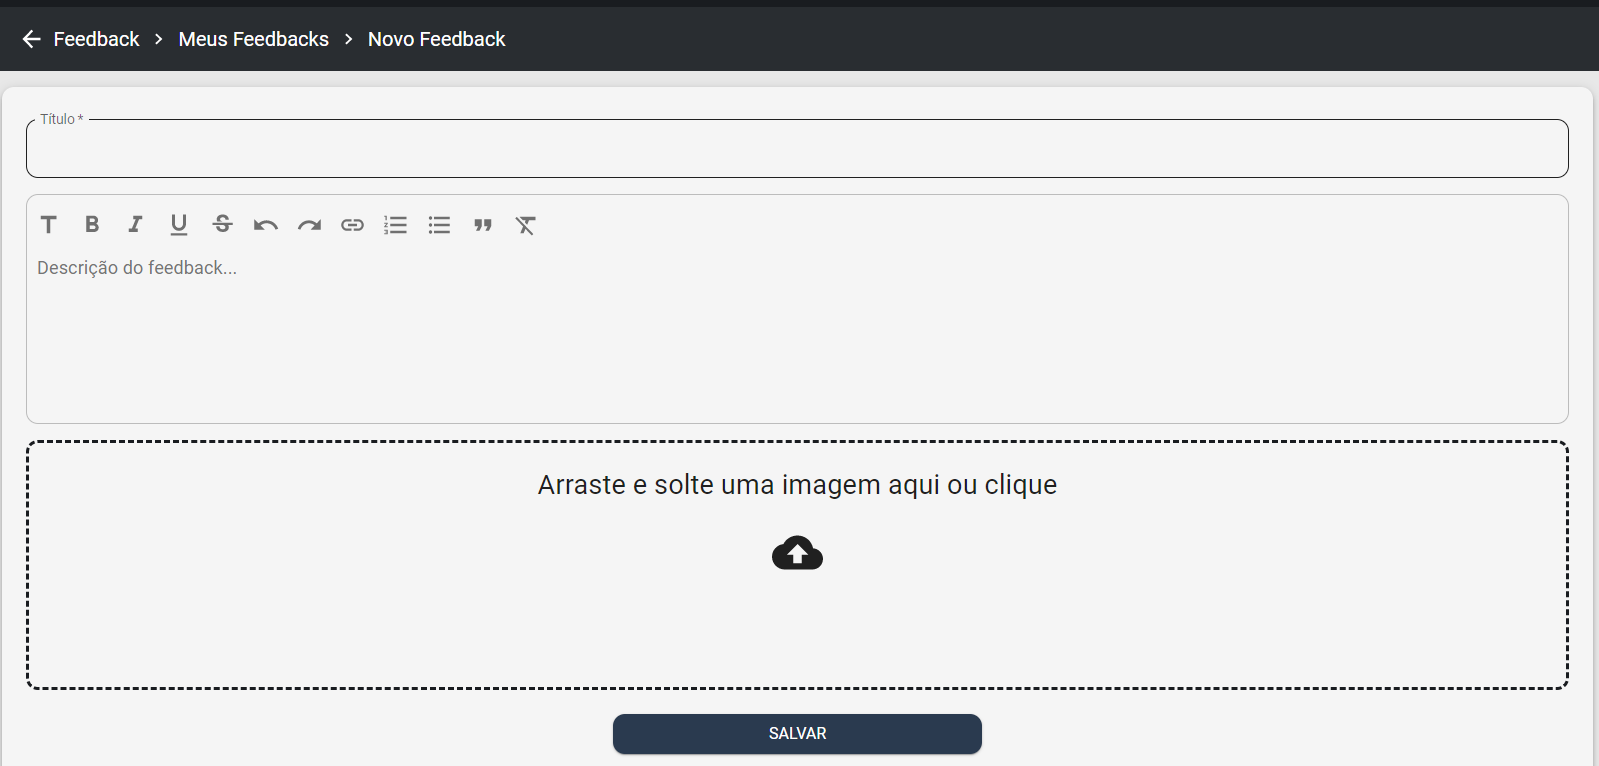 Feedback > Meus Feedbacks > Novo Feedback
Título *
Descrição do feedback...
Arraste e solte uma imagem aqui ou clique
SALVAR